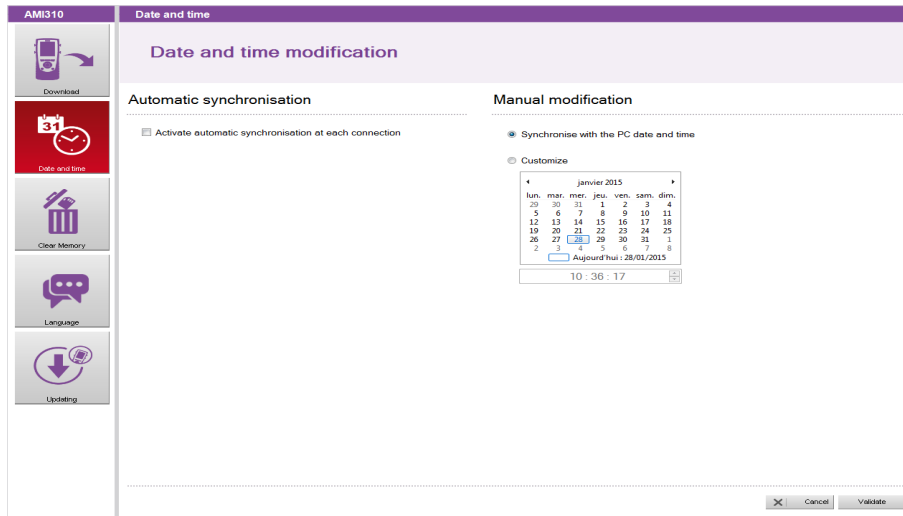 AMI310
Date and time
Download
31
Date and time
Clear Memory
Language
Updating
Date and time modification
Automatic synchronisation
Activate automatic synchronisation at each connection
Manual modification
Synchronise with the PC date and time
Customize
janvier 2015
lun. mar. mer. jeu. ven. sam. dim.
29 30 31 1 2 3 4
5 6 7 8 9 10 11
12 13 14 15 16 17 18
19 20 21 22 23 24 25
26 27 28 29 30 31 1
2 3 4 5 6 7 8
Aujourd'hui : 28/01/2015
10 : 36 : 17
Cancel
Validate